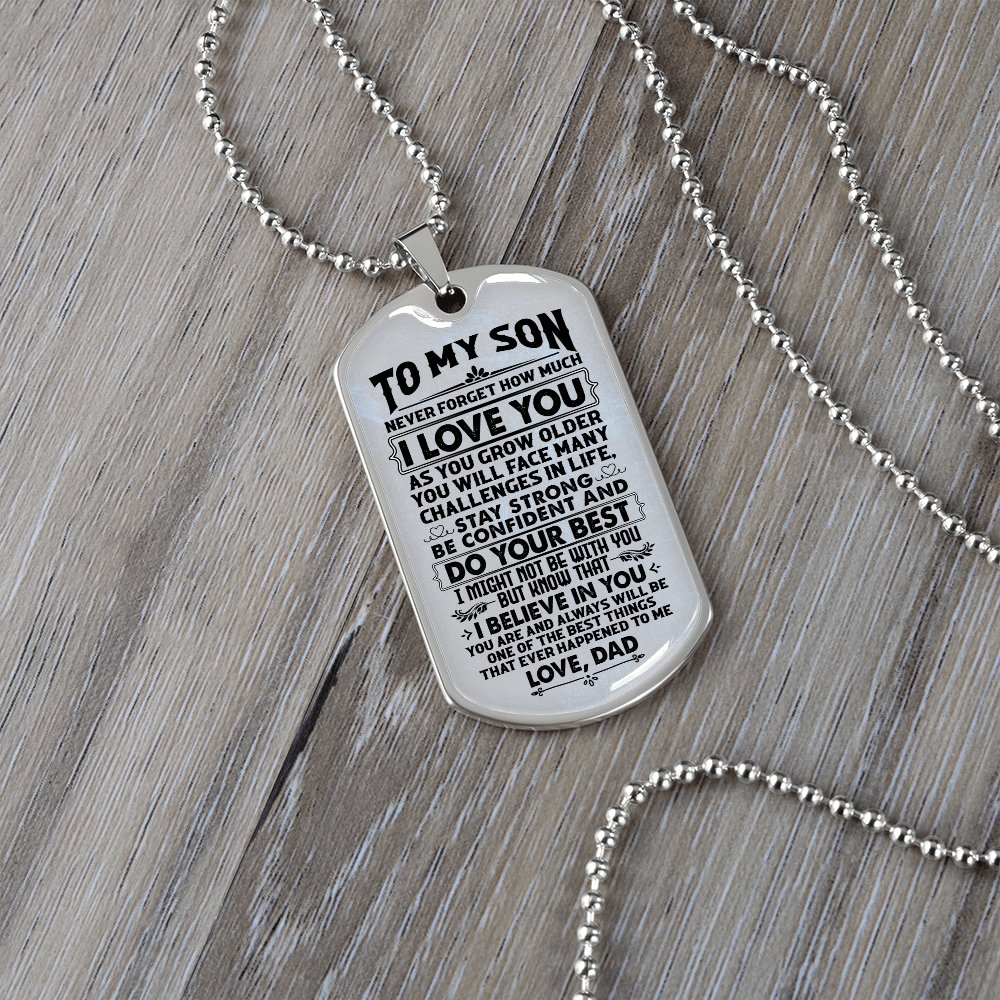 TO MY SON
NEVER FORGET HOW MUCH
I LOVE YOU
AS YOU GROW OLDER
YOU WILL FACE MANY
CHALLENGES IN LIFE,
STAY STRONG
BE CONFIDENT AND
DO YOUR BEST
I MIGHT NOT BE WITH YOU
BUT KNOW THAT
I BELIEVE IN YOU
YOU ARE AND ALWAYS WILL BE
ONE OF THE BEST THINGS
THAT EVER HAPPENED TO ME
LOVE, DAD